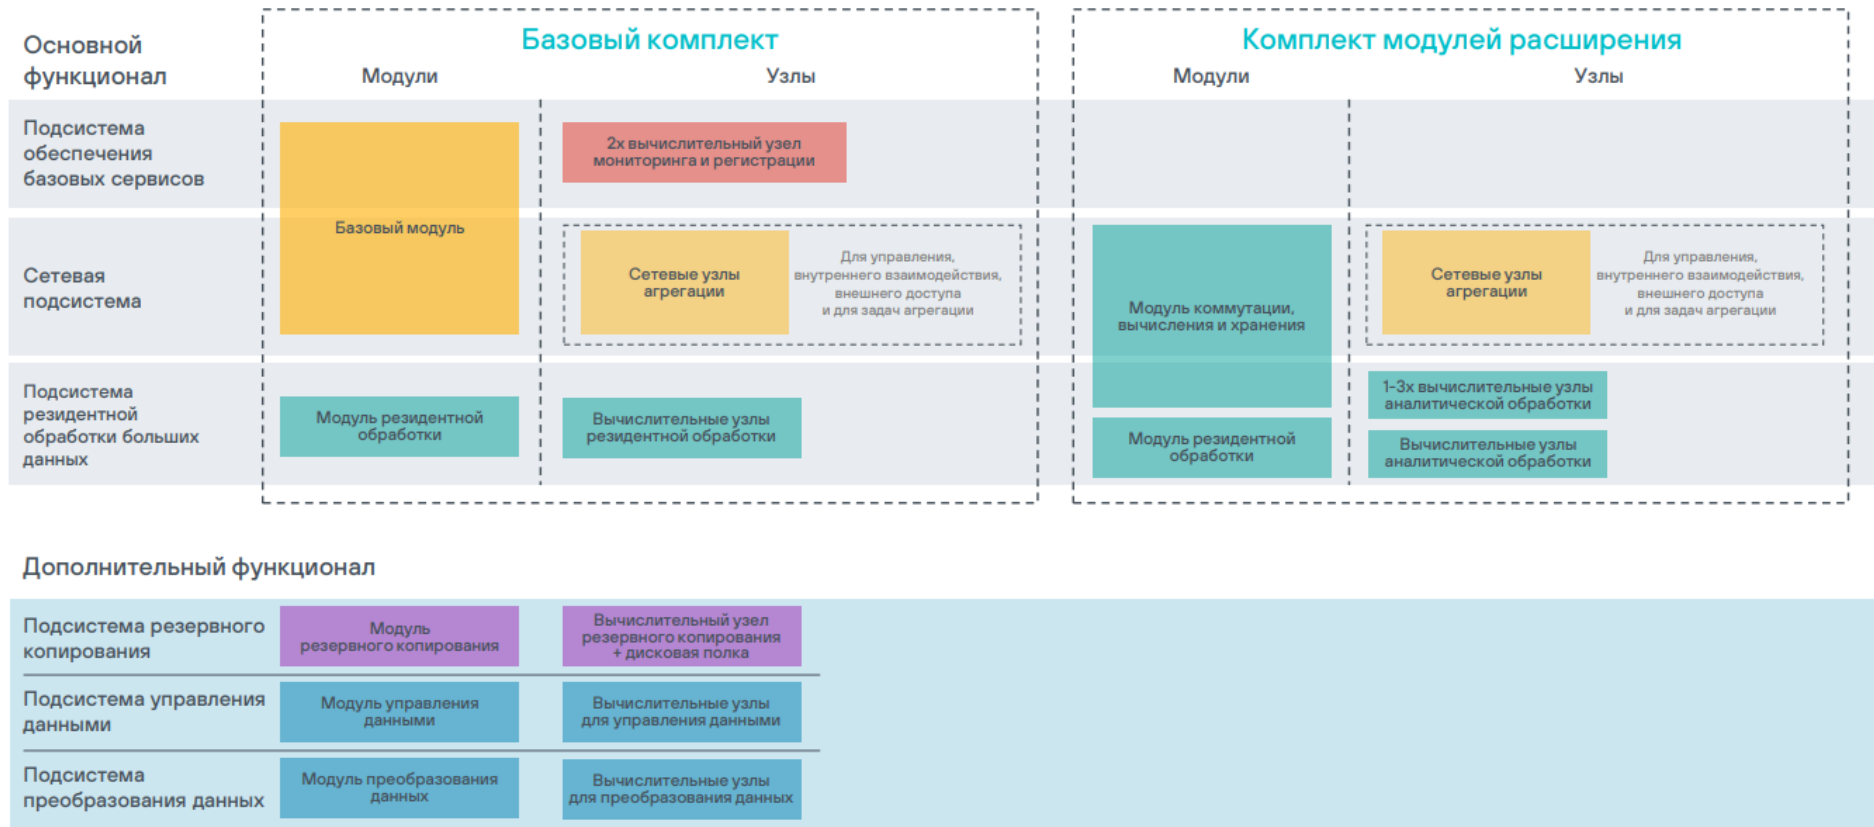 Основной
функционал
Базовый комплект
Модули
Узлы
Комплект модулей расширения
Модули
Узлы
Подсистема
обеспечения
базовых сервисов
Базовый модуль
2х вычислительный узел
мониторинга и регистрации
Сетевая
подсистема
Сетевые узлы
агрегации
Для управления,
внутреннего взаимодействия,
внешнего доступа
и для задач агрегации
Модуль коммутации,
вычисления и хранения
Сетевые узлы
агрегации
Для управления,
внутреннего взаимодействия,
внешнего доступа
и для задач агрегации
Подсистема
резидентной
обработки больших
данных
Модуль резидентной
обработки
Вычислительные узлы
резидентной обработки
Модуль резидентной
обработки
1-3х вычислительные узлы
аналитической обработки
Вычислительные узлы
аналитической обработки
Дополнительный функционал
Подсистема резервного
копирования
Модуль
резервного копирования
Вычислительный узел
резервного копирования
+ дисковая полка
Подсистема управления
данными
Модуль управления
данными
Вычислительные узлы
для управления данными
Подсистема
преобразования данных
Модуль преобразования
данных
Вычислительные узлы
для преобразования данных